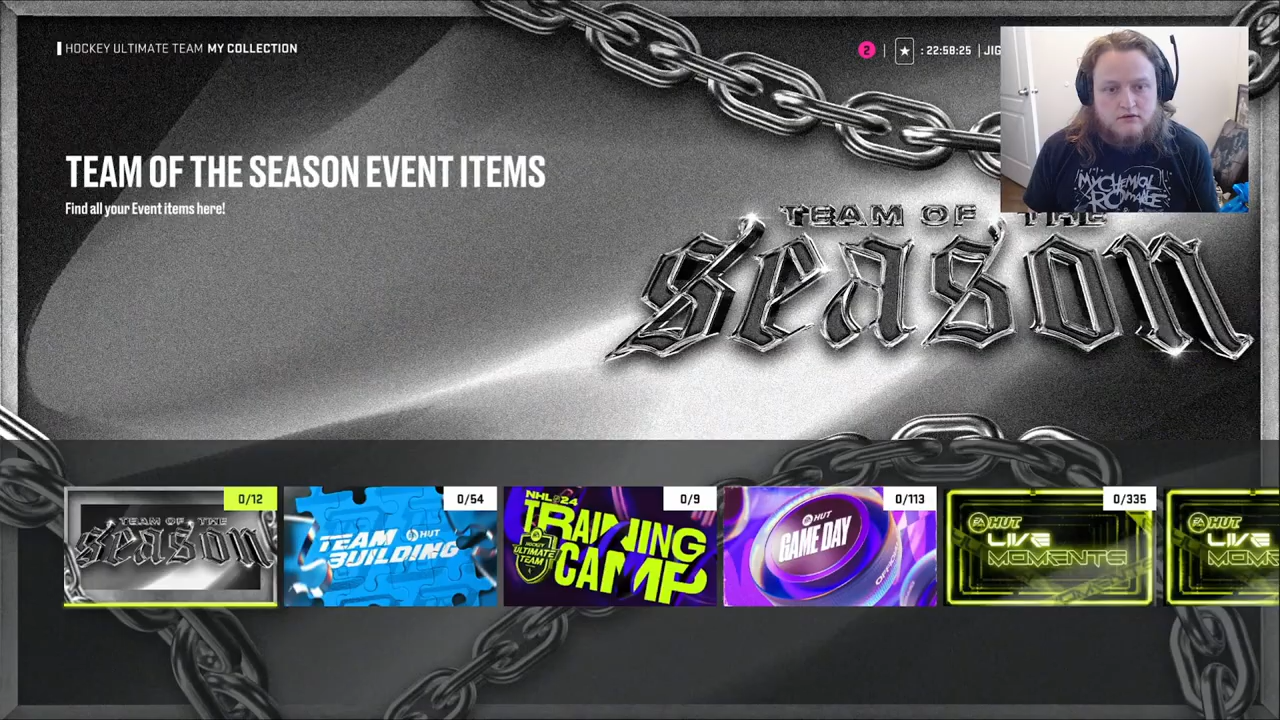 HOCKEY ULTIMATE TEAM MY COLLECTION
2 | : 22:58:25 | JIG
MY CHEMICAL
ROMANCE
TEAM OF THE SEASON EVENT ITEMS
Find all your Event items here!
TEAM OF THE
season
0/12
TEAM OF THE
season
0/54
HUT
TEAM
BUILDING
0/9
NHL 24
TRAINING
CAMP
HOCKEY
ULTIMATE
TEAM
0/113
HUT
GAME DAY
0/335
HUT
LIVE
MOMENTS
HUT
LIVE
MOM